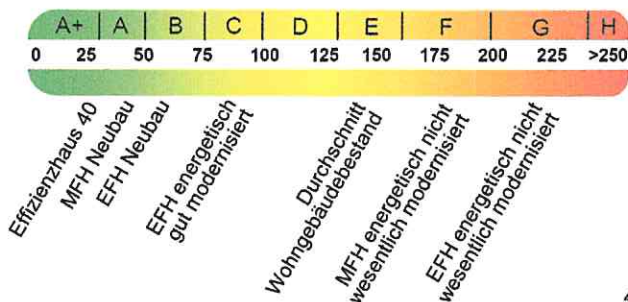 A+ A B C D E F G H
0 25 50 75 100 125 150 175 200 225 >250
Effizienzhaus 40
MFH Neubau
EFH Neubau
EFH energetisch
gut modernisiert
Durchschnitt
Wohngebäudebestand
MFH energetisch nicht
wesentlich modernisiert
EFH energetisch nicht
wesentlich modernisiert